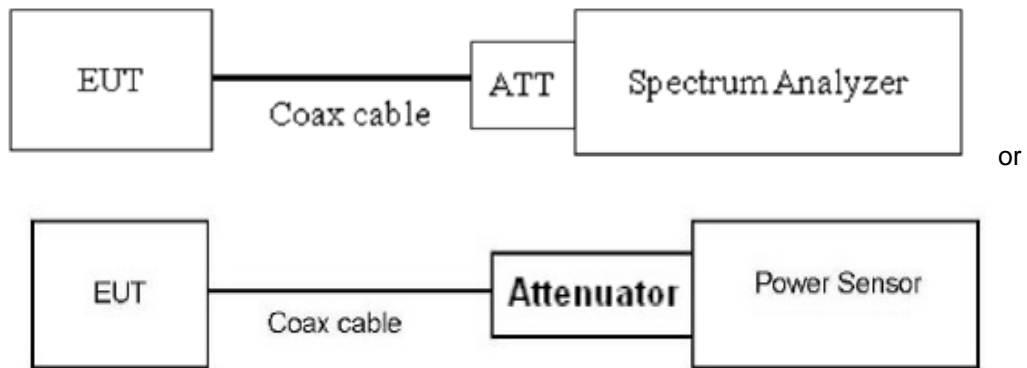 EUT
Coax cable
ATT
Spectrum Analyzer
or
EUT
Coax cable
Attenuator
Power Sensor